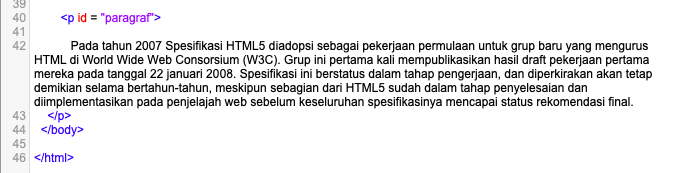 39
40 <p id = "paragraf">
41
42 Pada tahun 2007 Spesifikasi HTML5 diadopsi sebagai pekerjaan permulaan untuk grup baru yang mengurus
HTML di World Wide Web Consortium (W3C). Grup ini pertama kali mempublikasikan hasil draft pekerjaan pertama
mereka pada tanggal 22 januari 2008. Spesifikasi ini berstatus dalam tahap pengerjaan, dan diperkirakan akan tetap
demikian selama bertahun-tahun, meskipun sebagian dari HTML5 sudah dalam tahap penyelesaian dan
diimplementasikan pada penjelajah web sebelum keseluruhan spesifikasinya mencapai status rekomendasi final.
43 </p>
44 </body>
45
46 </html>